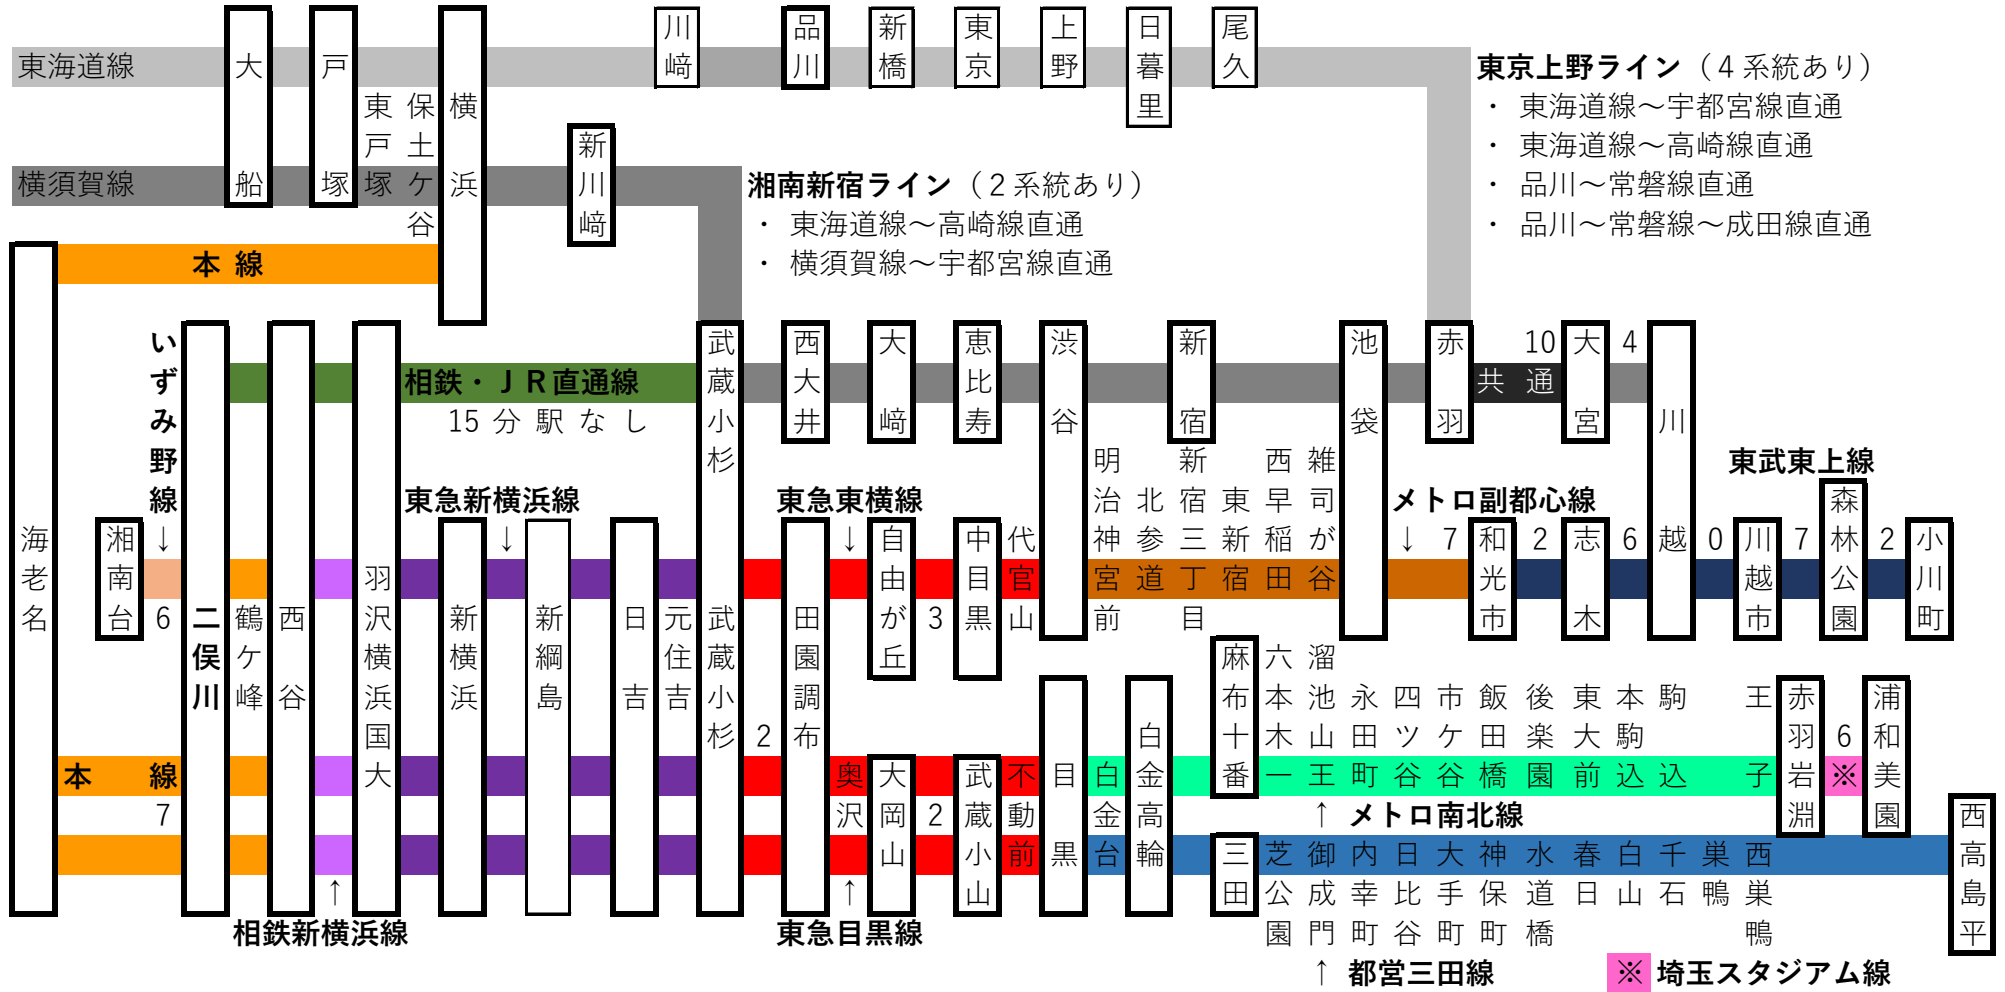 東海道線
大船
戸塚
東戸塚
保土ケ谷
横浜
川﨑
品川
新橋
東京
上野
日暮里
尾久
東京上野ライン（４系統あり）
・ 東海道線～宇都宮線直通
・ 東海道線～高崎線直通
・ 品川～常磐線直通
・ 品川～常磐線～成田線直通
横須賀線
新川﨑
湘南新宿ライン（２系統あり）
・ 東海道線～高崎線直通
・ 横須賀線～宇都宮線直通
本線
海老名
いずみ野線
↓
湘南台
6
二俣川
鶴ケ峰
西谷
羽沢横浜国大
相鉄・ＪＲ直通線
15 分 駅 な し
武蔵小杉
西大井
大﨑
恵比寿
渋谷
新宿
池袋
赤羽
10
共通
大宮
4
川越
東急新横浜線
↓
新横浜
新綱島
日吉
元住吉
武蔵小杉
2
田園調布
東急東横線
↓
自由が丘
3
中目黒
代官山
明治神宮前
北参道
新宿三丁目
東新宿
西早稲田
雑司が谷
メトロ副都心線
↓
7
和光市
2
志木
6
0
川越市
7
東武東上線
森林公園
2
小川町
本線
7
↑
相鉄新横浜線
奥沢
↑
東急目黒線
大岡山
2
武蔵小山
不動前
目黒
白金台
白金高輪
麻布十番
六本木一
溜池山王
永田町
四ツ谷
市ケ谷
飯田橋
後楽園
東大前
本駒込
駒込
王子
赤羽岩淵
6
※
浦和美園
↑ メトロ南北線
三田
芝公園
御成門
内幸町
日比谷
大手町
神保町
水道橋
春日
白山
千石
巣鴨
西巣鴨
西高島平
↑ 都営三田線
※ 埼玉スタジアム線